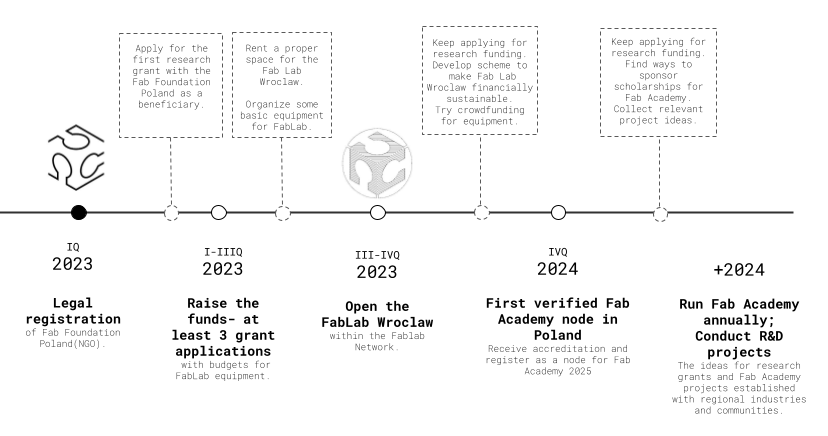 Apply for the
first research
grant with the
Fab Foundation
Poland as a
beneficiary.
Rent a proper
space for the
Fab Lab
Wroclaw.
Organize some
basic equipment
for FabLab.
Keep applying for
research funding.
Develop scheme to
make Fab Lab
Wroclaw financially
sustainable.
Try crowdfunding
for equipment.
Keep applying for
research funding.
Find ways to
sponsor
scholarships for
Fab Academy.
Collect relevant
project ideas.
IQ
2023
Legal
registration
of Fab Foundation
Poland(NGO).
I-IIIQ
2023
Raise the
funds- at
least 3 grant
applications
with budgets for
FabLab equipment.
III-IVQ
2023
Open the
FabLab Wroclaw
within the Fablab
Network.
IVQ
2024
First verified Fab
Academy node in
Poland
Receive accreditation and
register as a node for Fab
Academy 2025
+2024
Run Fab Academy
annually;
Conduct R&D
projects
The ideas for research
grants and Fab Academy
projects established
with regional industries
and communities.